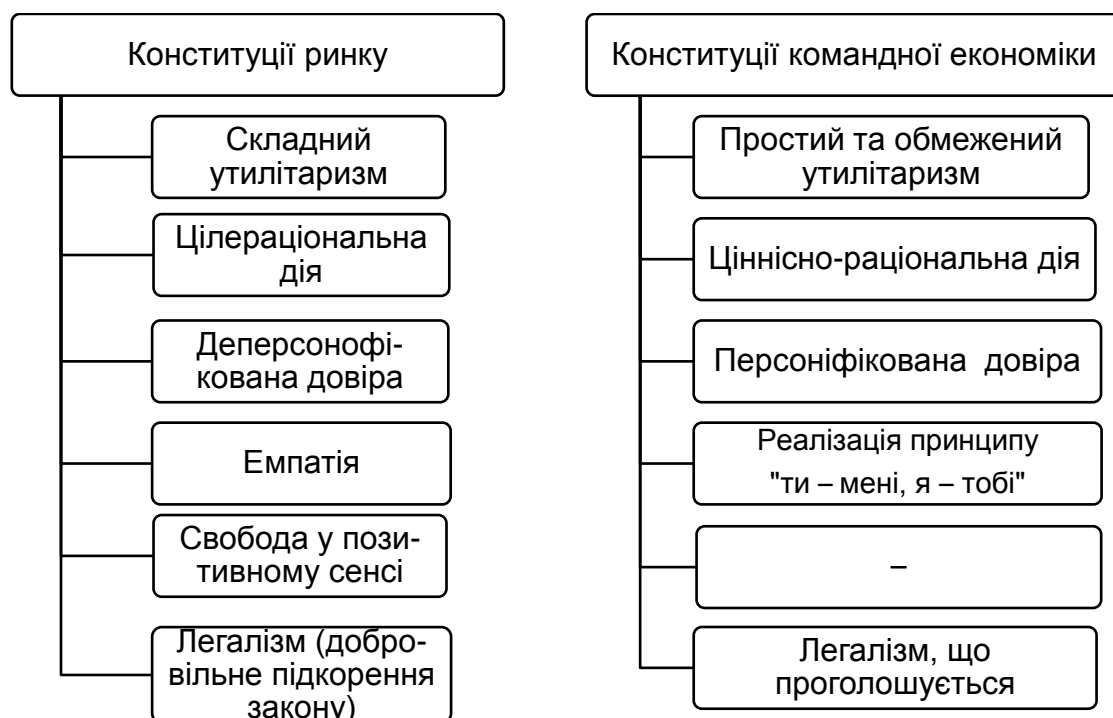 Конституції ринку
Складний
утилітаризм
Цілераціональна
дія
Деперсонофі-
кована довіра
Емпатія
Свобода у пози-
тивному сенсі
Легалізм (добро-
вільне підкорення
закону)
Конституції командної економіки
Простий та обмежений
утилітаризм
Ціннісно-раціональна дія
Персоніфікована довіра
Реалізація принципу
"ти – мені, я – тобі"
–
Легалізм, що
проголошується